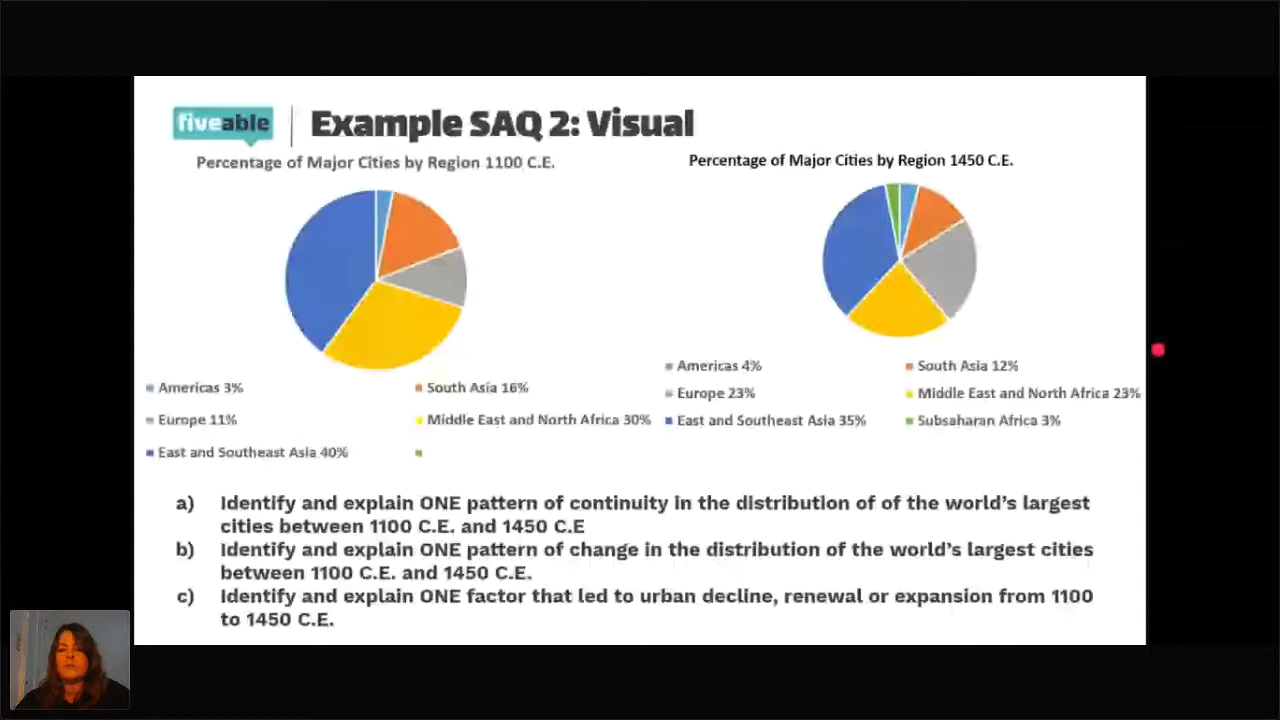 fiveable
Example SAQ 2: Visual
Percentage of Major Cities by Region 1100 C.E.
Americas 3%
South Asia 16%
Europe 11%
Middle East and North Africa 30%
East and Southeast Asia 40%
Percentage of Major Cities by Region 1450 C.E.
Americas 4%
South Asia 12%
Europe 23%
Middle East and North Africa 23%
East and Southeast Asia 35%
Subsaharan Africa 3%
a) Identify and explain ONE pattern of continuity in the distribution of of the world's largest
cities between 1100 C.E. and 1450 C.E
b) Identify and explain ONE pattern of change in the distribution of the world's largest cities
between 1100 C.E. and 1450 C.E.
c) Identify and explain ONE factor that led to urban decline, renewal or expansion from 1100
to 1450 C.E.